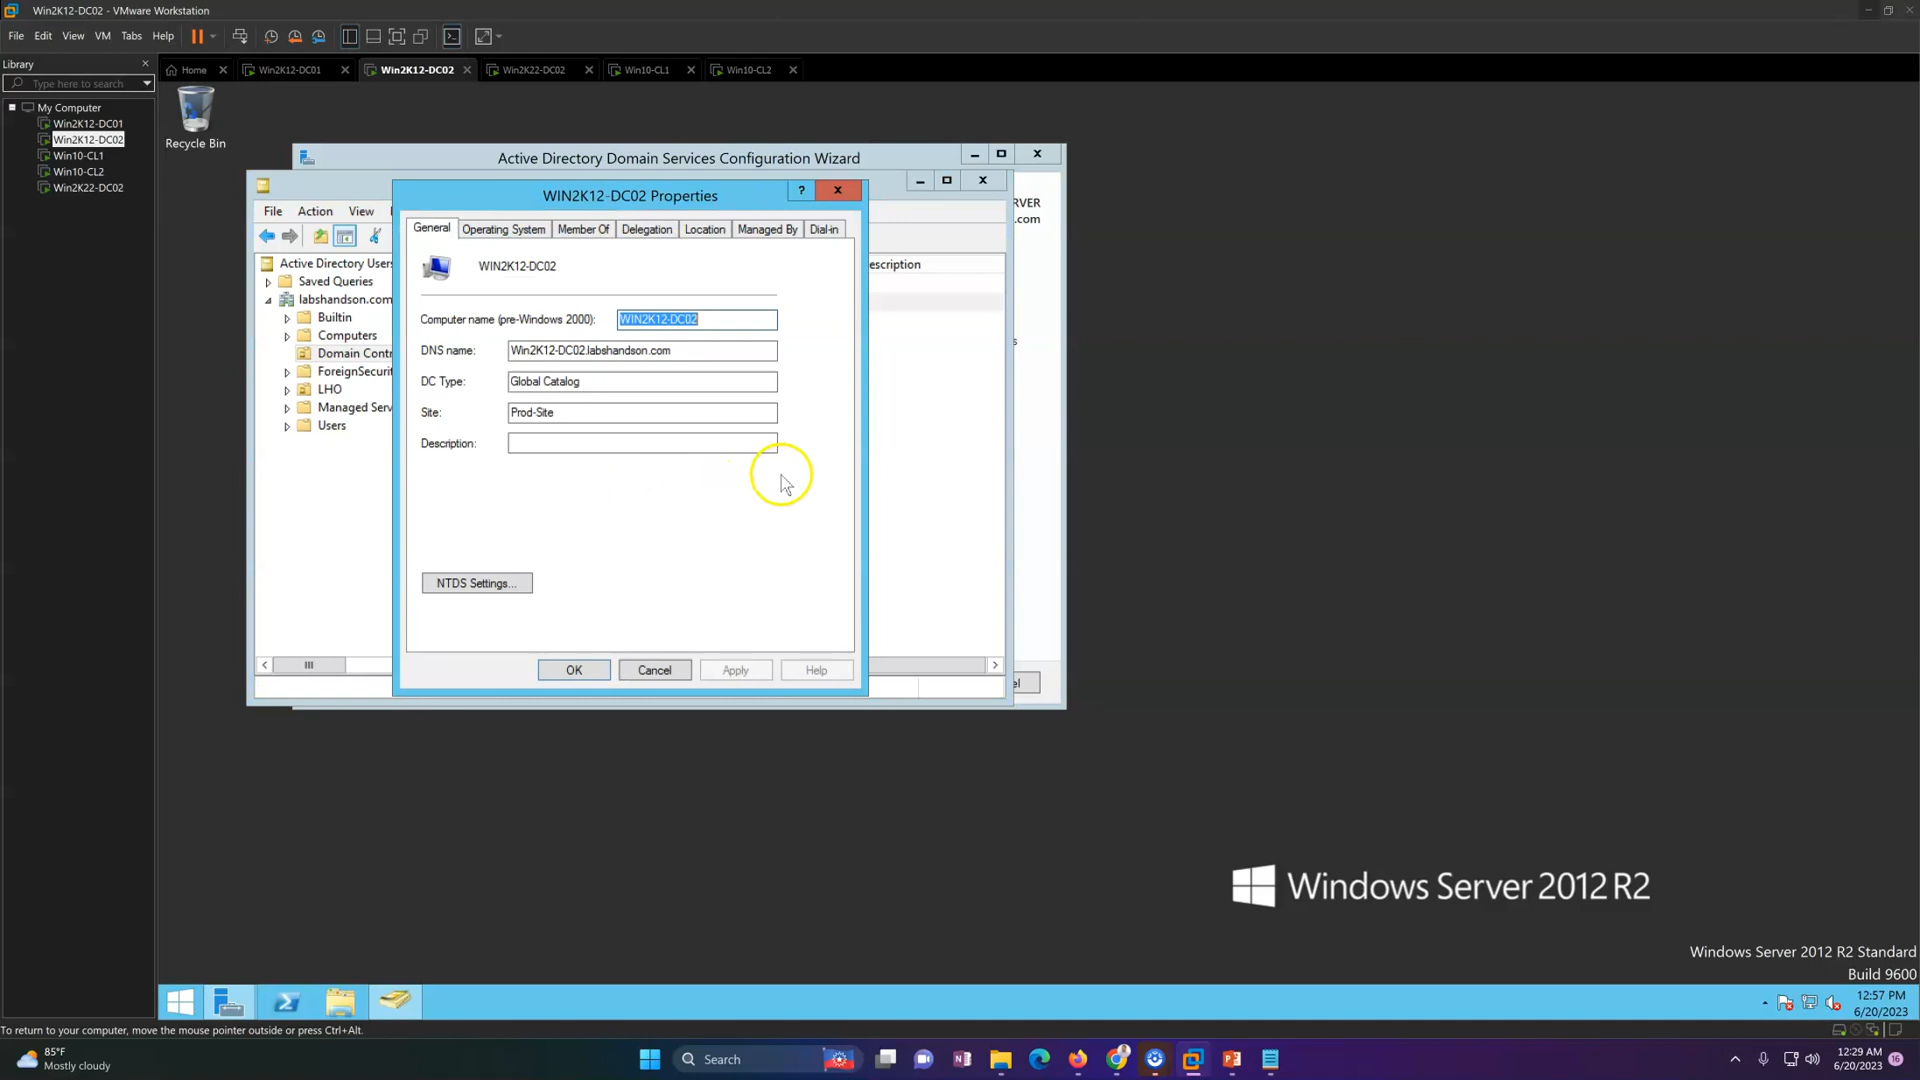 Win2K12-DC02 - VMware Workstation
File Edit View VM Tabs Help
Library
Type here to search
My Computer
Win2K12-DC01
Win2K12-DC02
Win10-CL1
Win10-CL2
Win2K22-DC02
Home Win2K12-DC01 Win2K12-DC02 Win2K22-DC02 Win10-CL1 Win10-CL2
Recycle Bin
Active Directory Domain Services Configuration Wizard
RVER
.com
File Action View
Active Directory Users
Saved Queries
labshandson.com
Builtin
Computers
Domain Contr
ForeignSecuri
LHO
Managed Serv
Users
escription
WIN2K12-DC02 Properties
General Operating System Member Of Delegation Location Managed By Dial-in
WIN2K12-DC02
Computer name (pre-Windows 2000): WIN2K12-DC02
DNS name: Win2K12-DC02.labshandson.com
DC Type: Global Catalog
Site: Prod-Site
Description:
NTDS Settings...
OK Cancel Apply Help
Windows Server 2012 R2
Windows Server 2012 R2 Standard
Build 9600
12:57 PM
6/20/2023
To return to your computer, move the mouse pointer outside or press Ctrl+Alt.
85°F
Mostly cloudy
Search
12:29 AM
6/20/2023
16